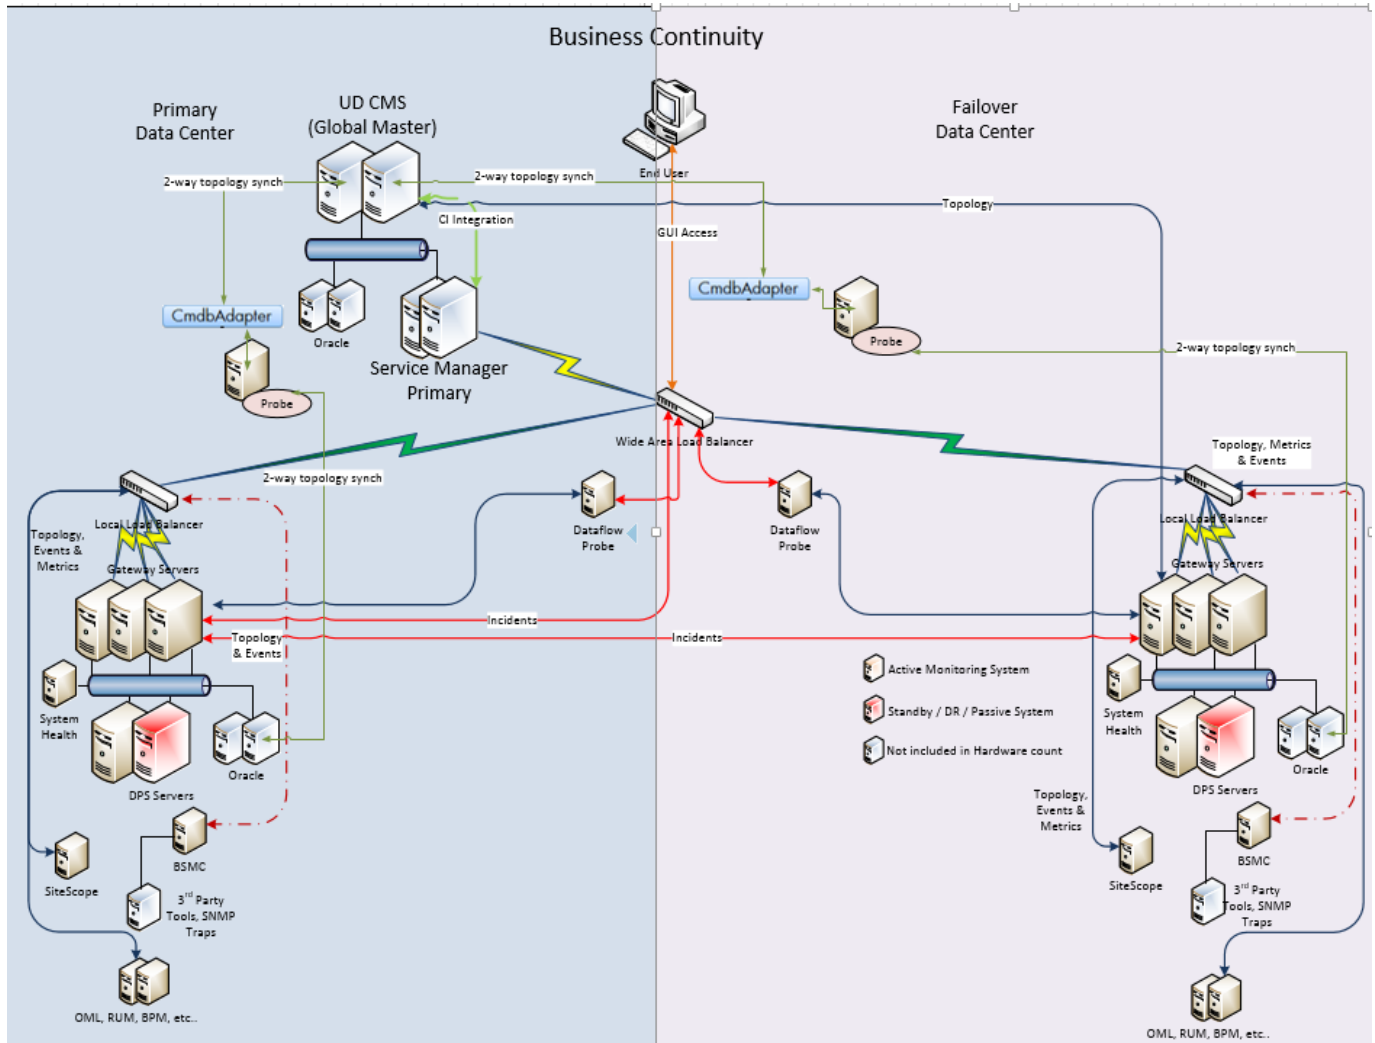 Business Continuity
Primary
Data Center
UD CMS
(Global Master)
Failover
Data Center
End User
2-way topology synch
2-way topology synch
CI Integration
Topology
GUI Access
CmdbAdapter
Oracle
CmdbAdapter
Probe
Service Manager
Primary
Probe
2-way topology synch
Wide Area Load Balancer
2-way topology synch
Topology, Metrics
& Events
Local Load Balancer
Topology,
Events &
Metrics
Gateway Servers
Dataflow
Probe
Dataflow
Probe
Local Load Balancer
Gateway Servers
Incidents
Incidents
Topology
& Events
System
Health
Oracle
DPS Servers
Active Monitoring System
Standby / DR / Passive System
Not included in Hardware count
System
Health
Oracle
DPS Servers
Topology,
Events &
Metrics
BSMC
SiteScope
3rd Party
Tools, SNMP
Traps
OML, RUM, BPM, etc..
BSMC
SiteScope
3rd Party
Tools, SNMP
Traps
OML, RUM, BPM, etc..